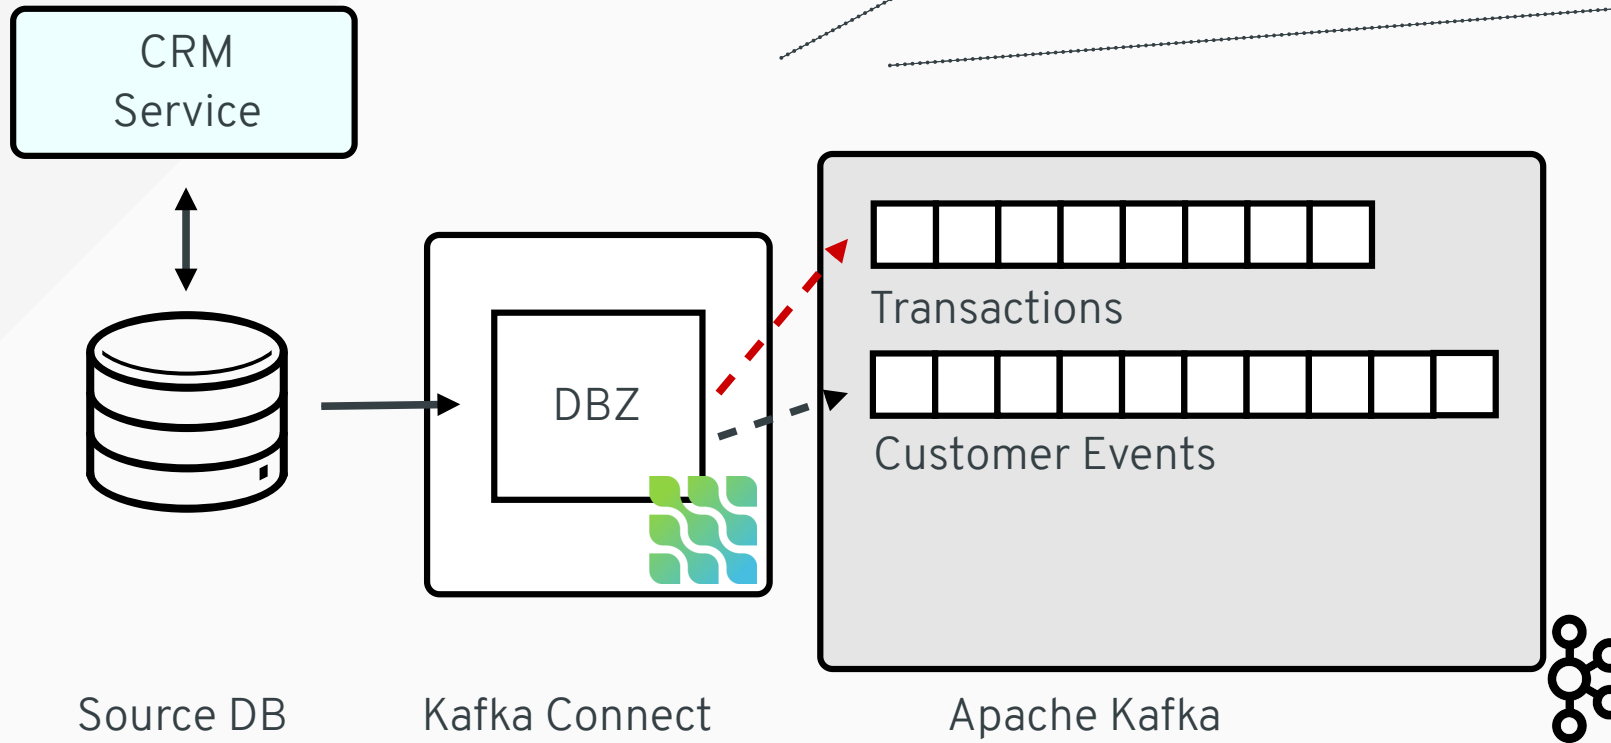 CRM
Service
Transactions
DBZ
Customer Events
Source DB
Kafka Connect
Apache Kafka